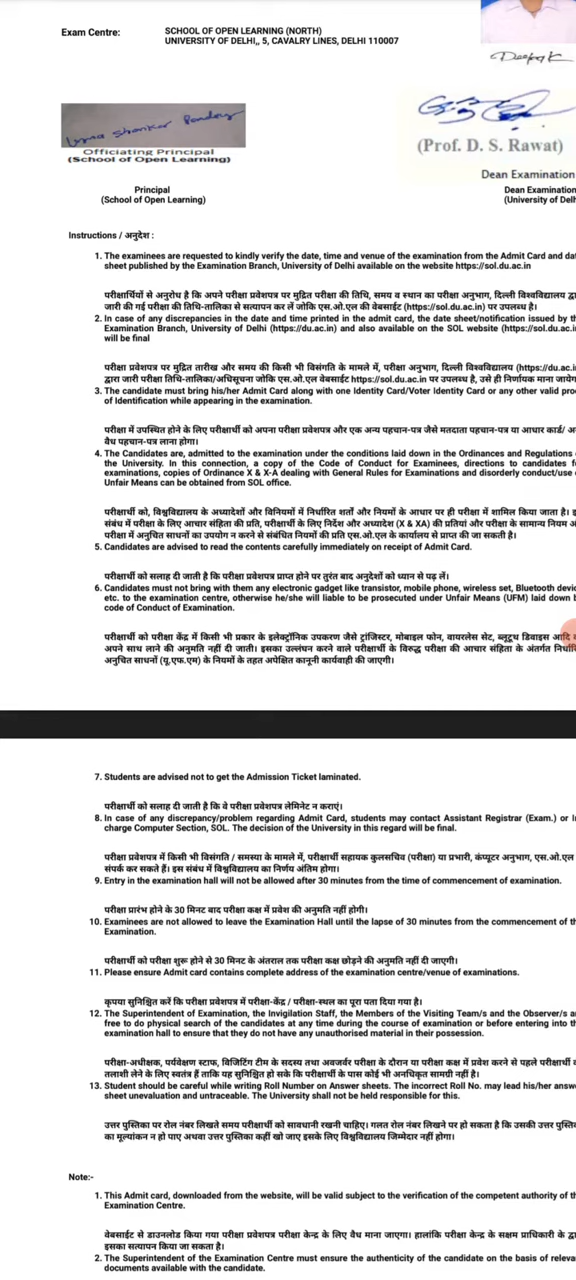 Exam Centre: SCHOOL OF OPEN LEARNING (NORTH)
UNIVERSITY OF DELHI,, 5, CAVALRY LINES, DELHI 110007
Deepak K
Uma Shankar Pandey
Officiating Principal
(School of Open Learning)
(Prof. D. S. Rawat)
Dean Examination
Principal
(School of Open Learning)
Dean Examination
(University of
Instructions / अनुदेश :
1. The examinees are requested to kindly verify the date, time and venue of the examination from the Admit Card and
sheet published by the Examination Branch, University of Delhi available on the website https://sol.du.ac.in
परीक्षार्थियों से अनुरोध है कि अपने परीक्षा प्रवेशपत्र पर मुद्रित परीक्षा की तिथि, समय व स्थान का परीक्षा अनुभाग, दिल्ली विश्वविद्यालय
जारी की गई परीक्षा की तिथि-तालिका से सत्यापन कर लें जोकि एस.ओ.एल की वेबसाईट (https://sol.du.ac.in) पर उपलब्ध है।
2. In case of any discrepancies in the date and time printed in the admit card, the date sheet/notification issued by
Examination Branch, University of Delhi (https://du.ac.in) and also available on the SOL website (https://sol.du.ac.in
will be final
परीक्षा प्रवेशपत्र पर मुद्रित तारीख और समय की किसी भी विसंगति के मामले में, परीक्षा अनुभाग, दिल्ली विश्वविद्यालय (https://du.ac.in
द्वारा जारी परीक्षा तिथि-तालिका/अधिसूचना जोकि एस.ओ.एल वेबसाईट https://sol.du.ac.in पर उपलब्ध है, उसे ही निर्णायक माना
3. The candidate must bring his/her Admit Card along with one Identity Card/Voter Identity Card or any other valid
of Identification while appearing in the examination.
परीक्षा में उपस्थित होने के लिए परीक्षार्थी को अपना परीक्षा प्रवेशपत्र और एक अन्य पहचान-पत्र जैसे मतदाता पहचान-पत्र या आधार कार्ड/
वैध पहचान-पत्र लाना होगा।
4. The Candidates are, admitted to the examination under the conditions laid down in the Ordinances and Regulations
the University. In this connection, a copy of the Code of Conduct for Examinees, directions to candidates
examinations, copies of Ordinance X & X-A dealing with General Rules for Examinations and disorderly conduct/use
Unfair Means can be obtained from SOL office.
परीक्षार्थी को, विश्वविद्यालय के अध्यादेशों और विनियमों में निर्धारित शर्तों और नियमों के आधार पर ही परीक्षा में शामिल किया जाता है।
संबंध में परीक्षा के लिए आचार संहिता की प्रति, परीक्षार्थी के लिए निर्देश और अध्यादेश (X & XA) की प्रतियां और परीक्षा के सामान्य नियम
परीक्षा में अनुचित साधनों का उपयोग न करने से संबंधित नियमों की प्रति एस.ओ.एल के कार्यालय से प्राप्त की जा सकती है।
5. Candidates are advised to read the contents carefully immediately on receipt of Admit Card.
परीक्षार्थी को सलाह दी जाती है कि परीक्षा प्रवेशपत्र प्राप्त होने पर तुरंत बाद अनुदेशों को ध्यान से पढ़ लें।
6. Candidates must not bring with them any electronic gadget like transistor, mobile phone, wireless set, Bluetooth
etc. to the examination centre, otherwise he/she will liable to be prosecuted under Unfair Means (UFM) laid down
code of Conduct of Examination.
परीक्षार्थी को परीक्षा केंद्र में किसी भी प्रकार के इलेक्ट्रॉनिक उपकरण जैसे ट्रांजिस्टर, मोबाइल फोन, वायरलेस सेट, ब्लूटूथ डिवाइस आदि
अपने साथ लाने की अनुमति नहीं दी जाती। इसका उल्लंघन करने वाले परीक्षार्थी के विरुद्ध परीक्षा की आचार संहिता के अंतर्गत
अनुचित साधनों (यू.एफ.एम) के नियमों के तहत अपेक्षित कानूनी कार्यवाही की जाएगी।
7. Students are advised not to get the Admission Ticket laminated.
परीक्षार्थी को सलाह दी जाती है कि वे परीक्षा प्रवेशपत्र लेमिनेट न कराएं।
8. In case of any discrepancy/problem regarding Admit Card, students may contact Assistant Registrar (Exam.) or
charge Computer Section, SOL. The decision of the University in this regard will be final.
परीक्षा प्रवेशपत्र में किसी भी विसंगति / समस्या के मामले में, परीक्षार्थी सहायक कुलसचिव (परीक्षा) या प्रभारी, कंप्यूटर अनुभाग, एस.ओ.एल
संपर्क कर सकते हैं। इस संबंध में विश्वविद्यालय का निर्णय अंतिम होगा।
9. Entry in the examination hall will not be allowed after 30 minutes from the time of commencement of examination.
परीक्षा प्रारंभ होने के 30 मिनट बाद परीक्षा कक्ष में प्रवेश की अनुमति नहीं होगी।
10. Examinees are not allowed to leave the Examination Hall until the lapse of 30 minutes from the commencement of
Examination.
परीक्षार्थी को परीक्षा शुरू होने से 30 मिनट के अंतराल तक परीक्षा कक्ष छोड़ने की अनुमति नहीं दी जाएगी।
11. Please ensure Admit card contains complete address of the examination centre/venue of examinations.
कृपया सुनिश्चित करें कि परीक्षा प्रवेशपत्र में परीक्षा-केंद्र / परीक्षा-स्थल का पूरा पता दिया गया है।
12. The Superintendent of Examination, the Invigilation Staff, the Members of the Visiting Team/s and the Observer/s
free to do physical search of the candidates at any time during the course of examination or before entering into
examination hall to ensure that they do not have any unauthorised material in their possession.
परीक्षा-अधीक्षक, पर्यवेक्षण स्टाफ, विजिटिंग टीम के सदस्य तथा अवजर्वर परीक्षा के दौरान या परीक्षा कक्ष में प्रवेश करने से पहले परीक्षार्थी
तलाशी लेने के लिए स्वतंत्र हैं ताकि यह सुनिश्चित हो सके कि परीक्षार्थी के पास कोई भी अनधिकृत सामग्री नहीं है।
13. Student should be careful while writing Roll Number on Answer sheets. The incorrect Roll No. may lead his/her
sheet unevaluation and untraceable. The University shall not be held responsible for this.
उत्तर पुस्तिका पर रोल नंबर लिखते समय परीक्षार्थी को सावधानी रखनी चाहिए। गलत रोल नंबर लिखने पर हो सकता है कि उसकी उत्तर
का मूल्यांकन न हो पाए अथवा उत्तर पुस्तिका कहीं खो जाए इसके लिए विश्वविद्यालय जिम्मेदार नहीं होगा।
Note:-
1. This Admit card, downloaded from the website, will be valid subject to the verification of the competent authority of
Examination Centre.
वेबसाईट से डाउनलोड किया गया परीक्षा प्रवेशपत्र परीक्षा केन्द्र के लिए वैध माना जाएगा। हालांकि परीक्षा केन्द्र के सक्षम प्राधिकारी के
इसका सत्यापन किया जा सकता है।
2. The Superintendent of the Examination Centre must ensure the authenticity of the candidate on the basis of
documents available with the candidate.